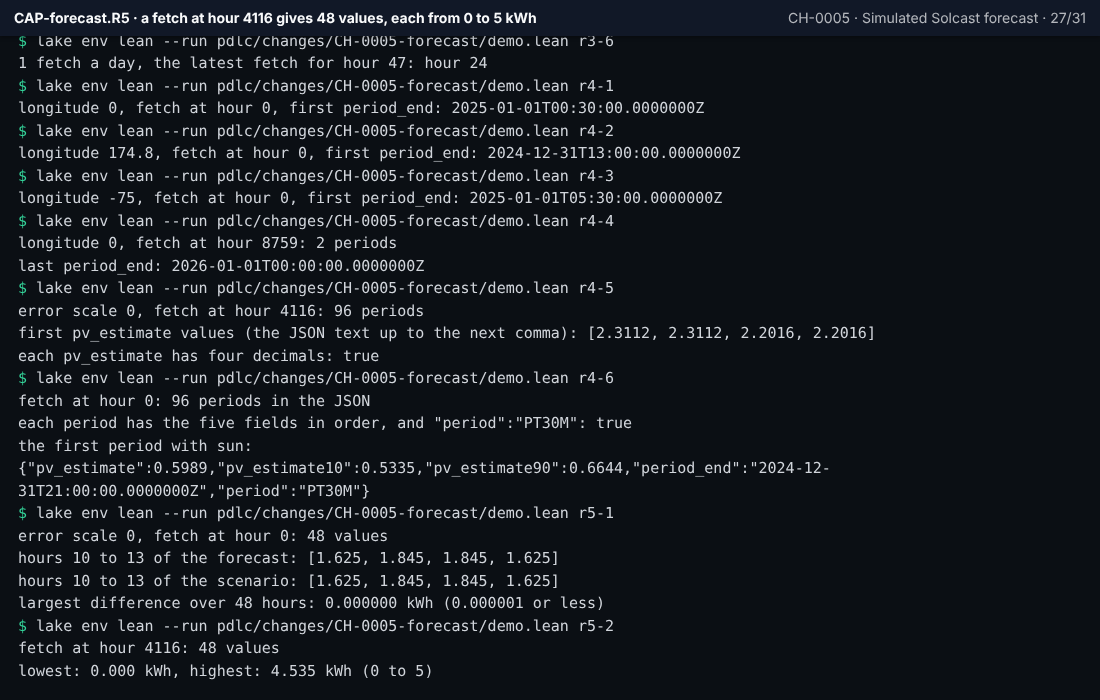 CAP-forecast.R5 · a fetch at hour 4116 gives 48 values, each from 0 to 5 kWh
CH-0005 · Simulated Solcast forecast · 27/31
$ lake env lean --run pdlc/changes/CH-0005-forecast/demo.lean r3-6
1 fetch a day, the latest fetch for hour 47: hour 24
$ lake env lean --run pdlc/changes/CH-0005-forecast/demo.lean r4-1
longitude 0, fetch at hour 0, first period_end: 2025-01-01T00:30:00.0000000Z
$ lake env lean --run pdlc/changes/CH-0005-forecast/demo.lean r4-2
longitude 174.8, fetch at hour 0, first period_end: 2024-12-31T13:00:00.0000000Z
$ lake env lean --run pdlc/changes/CH-0005-forecast/demo.lean r4-3
longitude -75, fetch at hour 0, first period_end: 2025-01-01T05:30:00.0000000Z
$ lake env lean --run pdlc/changes/CH-0005-forecast/demo.lean r4-4
longitude 0, fetch at hour 8759: 2 periods
last period_end: 2026-01-01T00:00:00.0000000Z
$ lake env lean --run pdlc/changes/CH-0005-forecast/demo.lean r4-5
error scale 0, fetch at hour 4116: 96 periods
first pv_estimate values (the JSON text up to the next comma): [2.3112, 2.3112, 2.2016, 2.2016]
each pv_estimate has four decimals: true
$ lake env lean --run pdlc/changes/CH-0005-forecast/demo.lean r4-6
fetch at hour 0: 96 periods in the JSON
each period has the five fields in order, and "period":"PT30M": true
the first period with sun:
{"pv_estimate":0.5989,"pv_estimate10":0.5335,"pv_estimate90":0.6644,"period_end":"2024-12-
31T21:00:00.0000000Z","period":"PT30M"}
$ lake env lean --run pdlc/changes/CH-0005-forecast/demo.lean r5-1
error scale 0, fetch at hour 0: 48 values
hours 10 to 13 of the forecast: [1.625, 1.845, 1.845, 1.625]
hours 10 to 13 of the scenario: [1.625, 1.845, 1.845, 1.625]
largest difference over 48 hours: 0.000000 kWh (0.000001 or less)
$ lake env lean --run pdlc/changes/CH-0005-forecast/demo.lean r5-2
fetch at hour 4116: 48 values
lowest: 0.000 kWh, highest: 4.535 kWh (0 to 5)